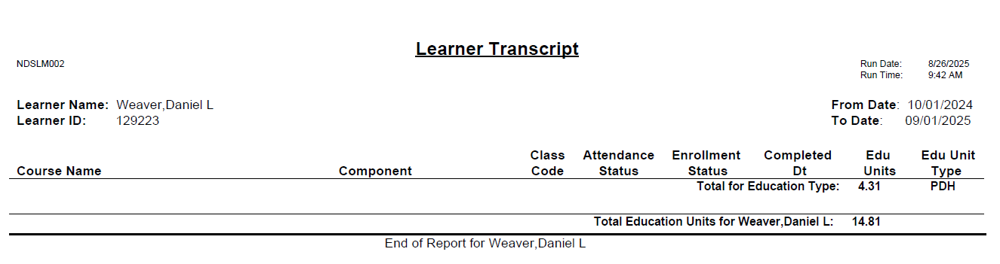 Learner Transcript
NDSLM002
Run Date: 8/26/2025
Run Time: 9:42 AM
Learner Name: Weaver,Daniel L
From Date: 10/01/2024
Learner ID: 129223
To Date: 09/01/2025
Class Attendance Enrollment Completed Edu Edu Unit
Course Name Component Code Status Status Dt Units Type
Total for Education Type: 4.31 PDH
Total Education Units for Weaver,Daniel L: 14.81
End of Report for Weaver,Daniel L